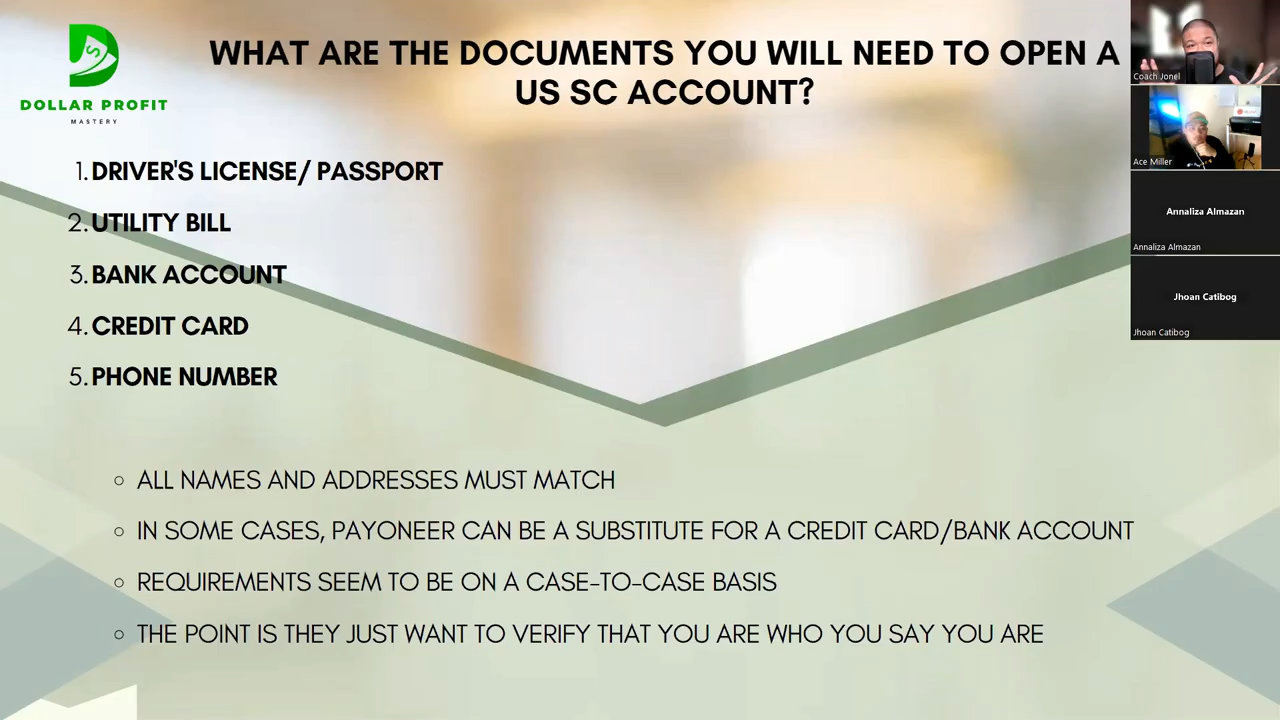 DOLLAR PROFIT
MASTERY
WHAT ARE THE DOCUMENTS YOU WILL NEED TO OPEN A
US SC ACCOUNT?
1. DRIVER'S LICENSE/ PASSPORT
2. UTILITY BILL
3. BANK ACCOUNT
4. CREDIT CARD
5. PHONE NUMBER
ALL NAMES AND ADDRESSES MUST MATCH
IN SOME CASES, PAYONEER CAN BE A SUBSTITUTE FOR A CREDIT CARD/BANK ACCOUNT
REQUIREMENTS SEEM TO BE ON A CASE-TO-CASE BASIS
THE POINT IS THEY JUST WANT TO VERIFY THAT YOU ARE WHO YOU SAY YOU ARE
Coach Jonel
Ace Miller
Annaliza Almazan
Annaliza Almazan
Jhoan Catibog
Jhoan Catibog